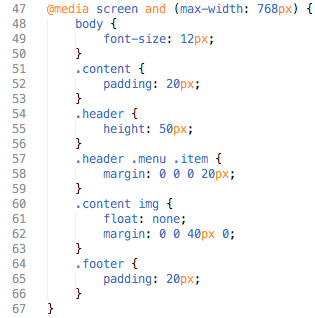 47 @media screen and (max-width: 768px) {
48     body {
49         font-size: 12px;
50     }
51     .content {
52         padding: 20px;
53     }
54     .header {
55         height: 50px;
56     }
57     .header .menu .item {
58         margin: 0 0 0 20px;
59     }
60     .content img {
61         float: none;
62         margin: 0 0 40px 0;
63     }
64     .footer {
65         padding: 20px;
66     }
67 }